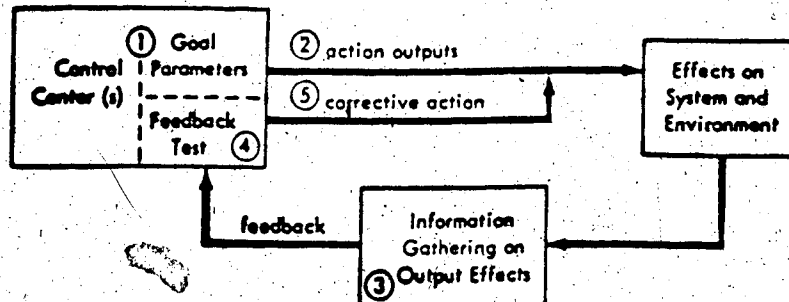 ① Goal
Parameters
Control
Center (s)
Feedback
Test ④
② action outputs
⑤ corrective action
Effects on
System and
Environment
feedback
Information
Gathering on
③ Output Effects